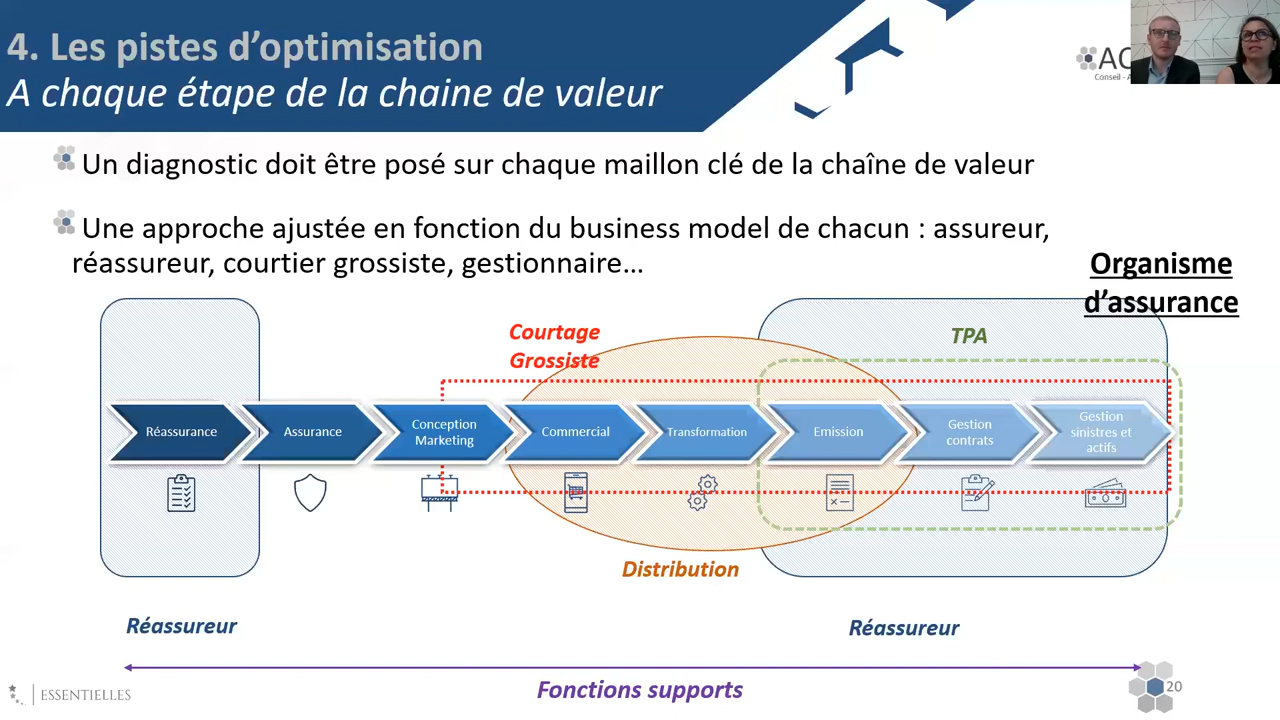 4. Les pistes d’optimisation
A chaque étape de la chaine de valeur
Un diagnostic doit être posé sur chaque maillon clé de la chaîne de valeur
Une approche ajustée en fonction du business model de chacun : assureur,
réassureur, courtier grossiste, gestionnaire…
Organisme
d’assurance
Courtage
Grossiste
TPA
Réassurance
Assurance
Conception
Marketing
Commercial
Transformation
Emission
Gestion
contrats
Gestion
sinistres et
actifs
Distribution
Réassureur
Réassureur
Fonctions supports
ESSENTIELLES
20